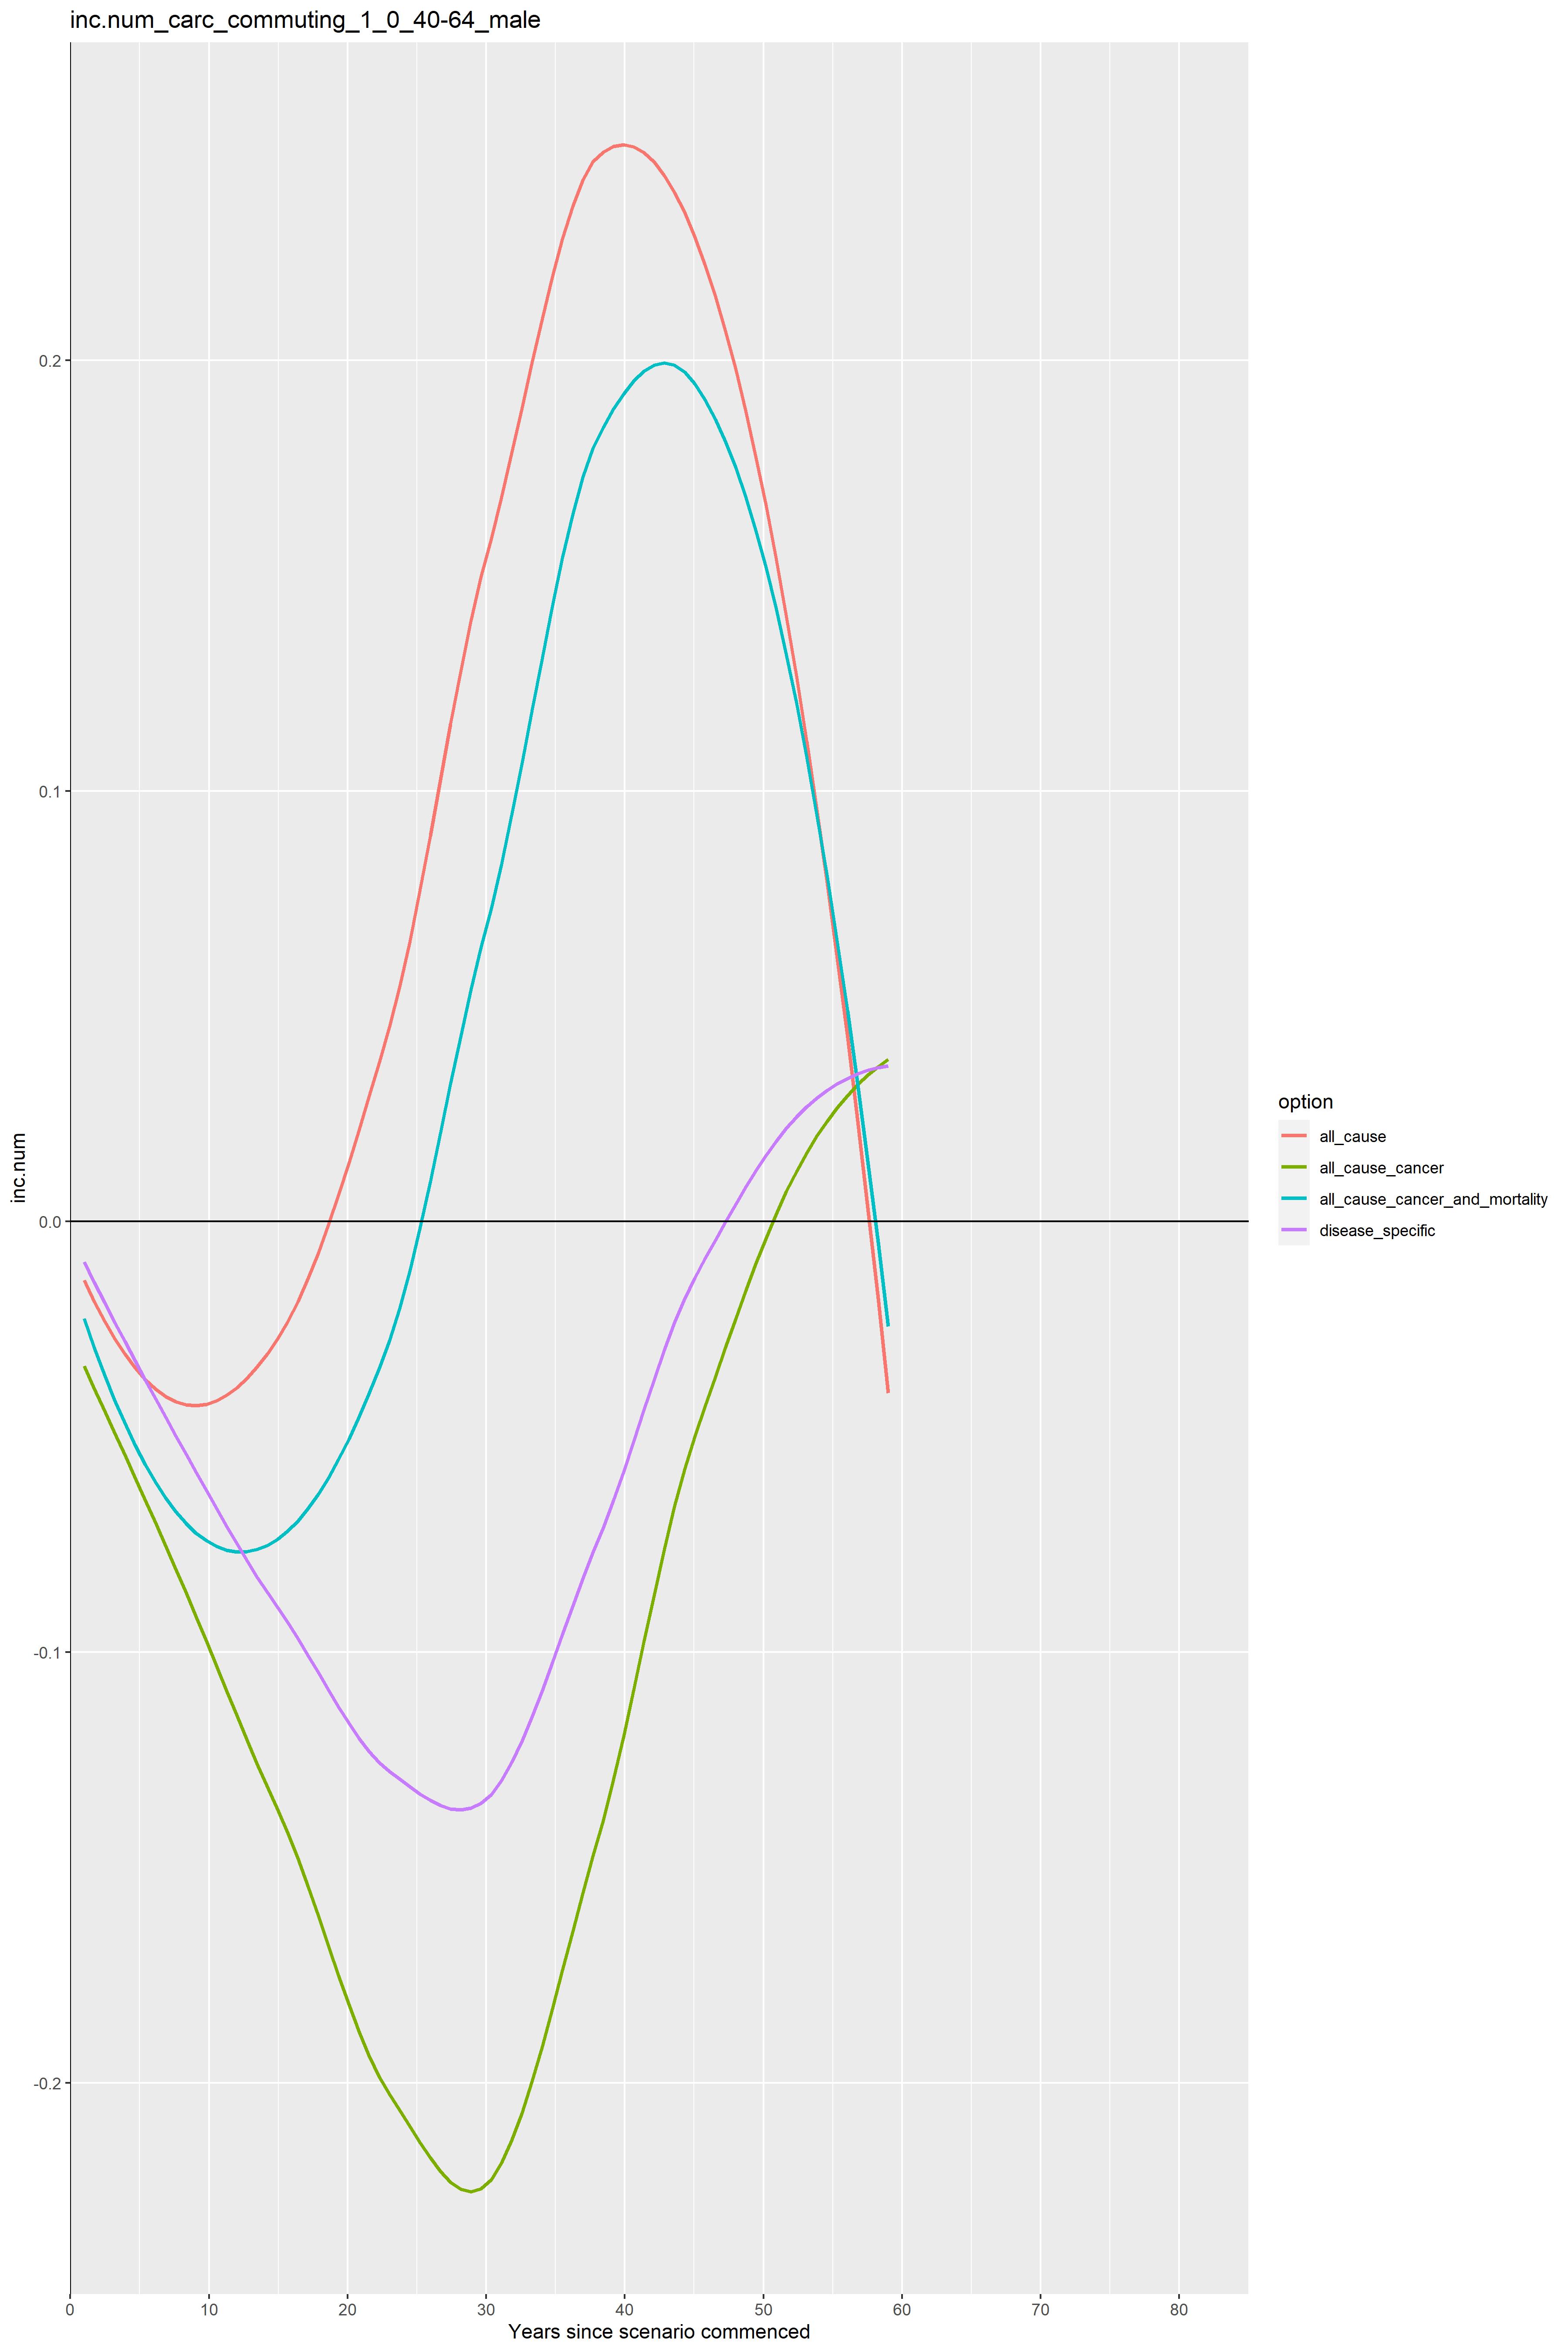 inc.num_carc_commuting_1_0_40-64_male
inc.num
0.2
0.1
0.0
-0.1
-0.2
0 10 20 30 40 50 60 70 80
Years since scenario commenced
option
all_cause
all_cause_cancer
all_cause_cancer_and_mortality
disease_specific